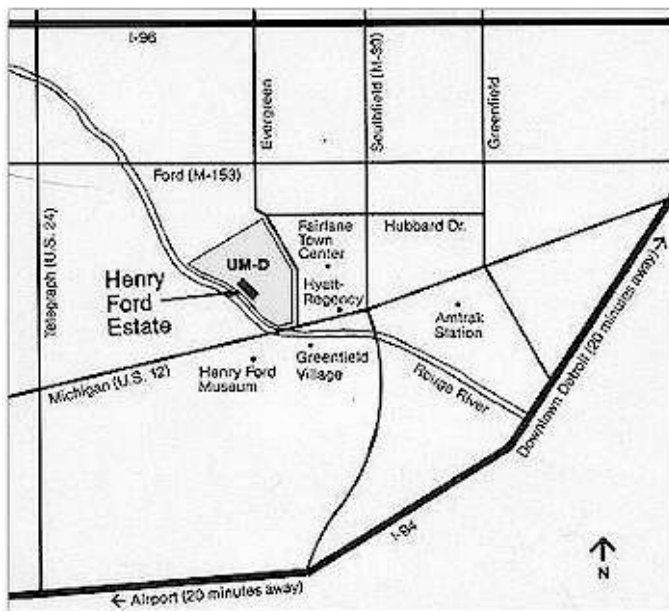 I-96
Evergreen
Southfield (M-39)
Greenfield
Ford (M-153)
Telegraph (U.S. 24)
Fairlane
Town
Center
Hubbard Dr.
UM-D
Henry
Ford
Estate
Hyatt-
Regency
Amtrak
Station
Michigan (U.S. 12)
Henry Ford
Museum
Greenfield
Village
Rouge River
Downtown Detroit (20 minutes away) →
I-94
← Airport (20 minutes away)
N